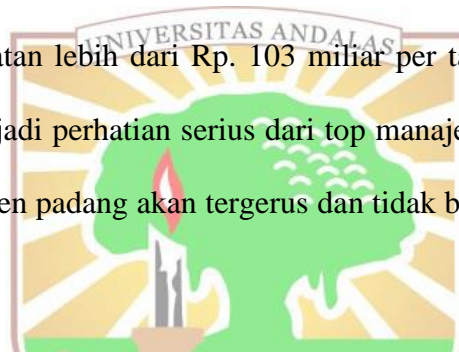 UNIVERSITAS ANDALAS
atan lebih dari Rp. 103 miliar per ta
jadi perhatian serius dari top manaje
en padang akan tergerus dan tidak b